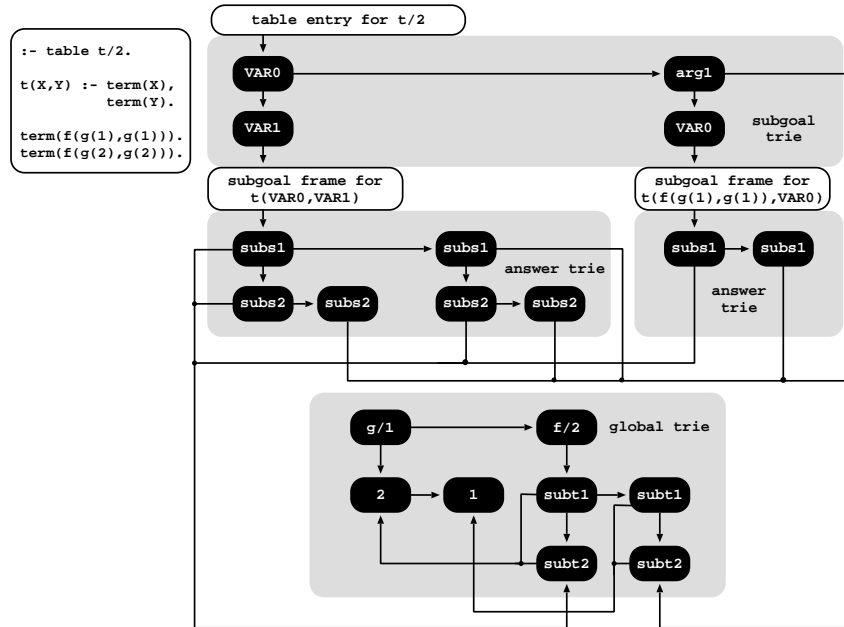 table entry for t/2
:- table t/2.
t(X,Y) :- term(X),
term(Y).
term(f(g(1),g(1))).
term(f(g(2),g(2))).
VAR0
arg1
VAR1
VAR0
subgoal
trie
subgoal frame for
t(VAR0,VAR1)
subgoal frame for
t(f(g(1),g(1)),VAR0)
subs1
subs1
subs1
subs1
answer trie
subs2
subs2
subs2
subs2
answer
trie
g/1
f/2
global trie
2
1
subt1
subt1
subt2
subt2